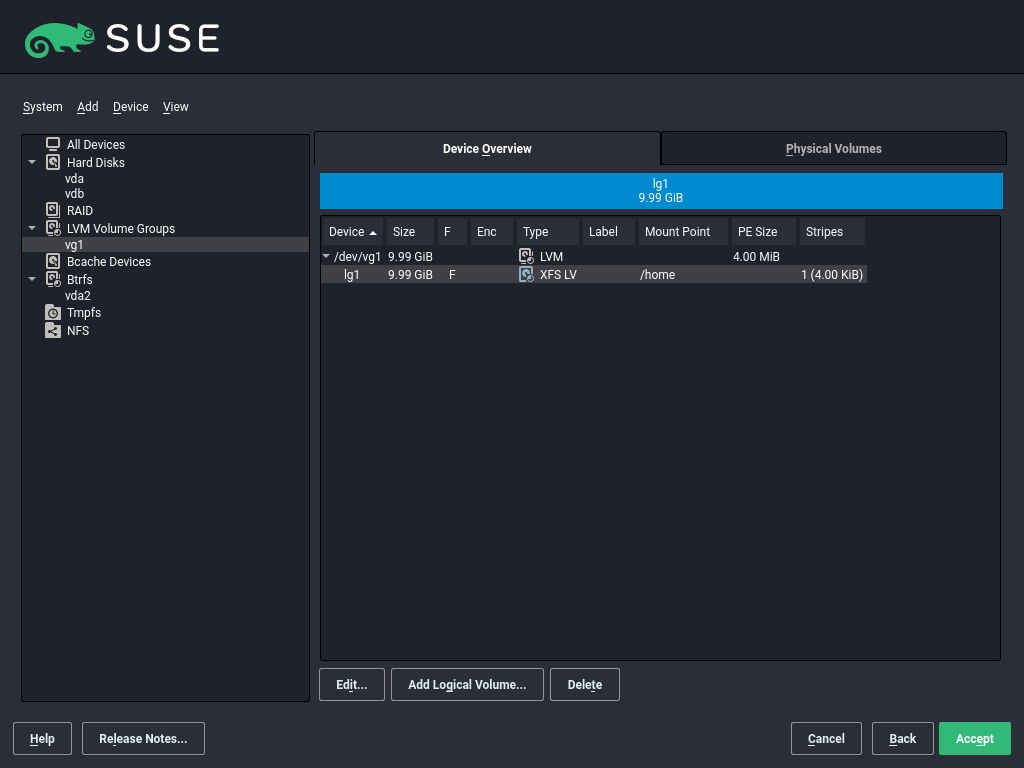 SUSE
System Add Device View
All Devices
Hard Disks
vda
vdb
RAID
LVM Volume Groups
vg1
Bcache Devices
Btrfs
vda2
Tmpfs
NFS
Device Overview Physical Volumes
lg1
9.99 GiB
Device Size F Enc Type Label Mount Point PE Size Stripes
/dev/vg1 9.99 GiB LVM 4.00 MiB
lg1 9.99 GiB F XFS LV /home 1 (4.00 KiB)
Edit... Add Logical Volume... Delete
Help Release Notes... Cancel Back Accept